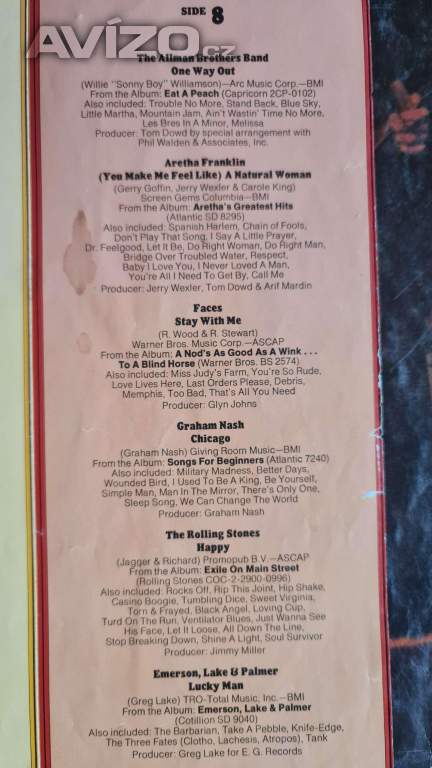 AVÍZO.cz
SIDE 8
The Allman Brothers Band
One Way Out
(Willie "Sonny Boy" Williamson)—Arc Music Corp.—BMI
From the Album: Eat A Peach (Capricorn 2CP-0102)
Also included: Trouble No More, Stand Back, Blue Sky,
Little Martha, Mountain Jam, Ain't Wastin' Time No More,
Les Bres In A Minor, Melissa
Producer: Tom Dowd by special arrangement with
Phil Walden & Associates, Inc.
Aretha Franklin
(You Make Me Feel Like) A Natural Woman
(Gerry Goffin, Jerry Wexler & Carole King)
Screen Gems Columbia—BMI
From the Album: Aretha's Greatest Hits
(Atlantic SD 8295)
Also included: Spanish Harlem, Chain of Fools,
Don't Play That Song, I Say A Little Prayer,
Dr. Feelgood, Let It Be, Do Right Woman, Do Right Man,
Bridge Over Troubled Water, Respect,
Baby I Love You, I Never Loved A Man,
You're All I Need To Get By, Call Me
Producer: Jerry Wexler, Tom Dowd & Arif Mardin
Faces
Stay With Me
(R. Wood & R. Stewart)
Warner Bros. Music Corp.—ASCAP
From the Album: A Nod's As Good As A Wink . . .
To A Blind Horse (Warner Bros. BS 2574)
Also included: Miss Judy's Farm, You're So Rude,
Love Lives Here, Last Orders Please, Debris,
Memphis, Too Bad, That's All You Need
Producer: Glyn Johns
Graham Nash
Chicago
(Graham Nash) Giving Room Music—BMI
From the Album: Songs For Beginners (Atlantic 7240)
Also included: Military Madness, Better Days,
Wounded Bird, I Used To Be A King, Be Yourself,
Simple Man, Man In The Mirror, There's Only One,
Sleep Song, We Can Change The World
Producer: Graham Nash
The Rolling Stones
Happy
(Jagger & Richard) Promopub B.V.—ASCAP
From the Album: Exile On Main Street
(Rolling Stones COC-2-2900-0996)
Also included: Rocks Off, Rip This Joint, Hip Shake,
Casino Boogie, Tumbling Dice, Sweet Virginia,
Torn & Frayed, Black Angel, Loving Cup,
Turd On The Run, Ventilator Blues, Just Wanna See
His Face, Let It Loose, All Down The Line,
Stop Breaking Down, Shine A Light, Soul Survivor
Producer: Jimmy Miller
Emerson, Lake & Palmer
Lucky Man
(Greg Lake) TRO-Total Music, Inc.—BMI
From the Album: Emerson, Lake & Palmer
(Cotillion SD 9040)
Also included: The Barbarian, Take A Pebble, Knife-Edge,
The Three Fates (Clotho, Lachesis, Atropos), Tank
Producer: Greg Lake for E. G. Records